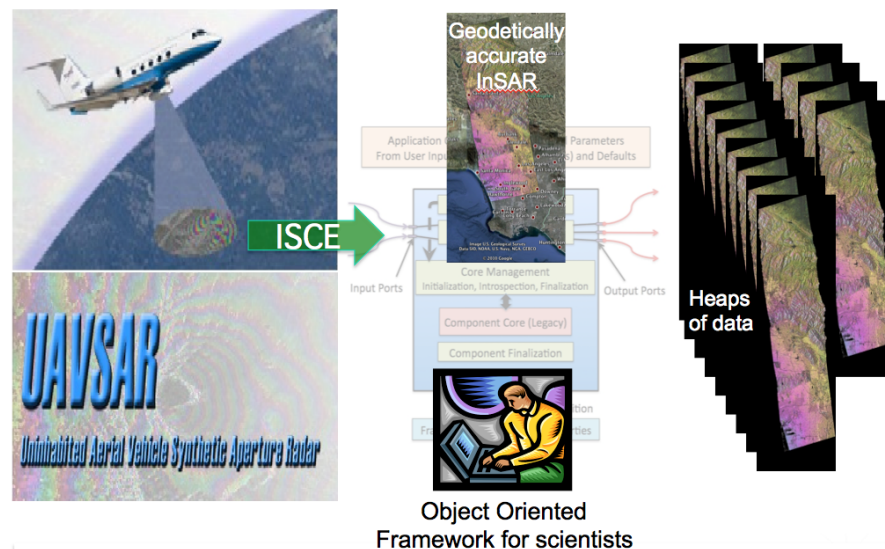 Geodetically
accurate
InSAR
Application
Parameters
From User Inpu
and Defaults
ISCE
Input Ports
Output Ports
Core Management
Initialization, Introspection, Finalization
Component Core (Legacy)
Component Finalization
Heaps
of data
UAVSAR
Uninhabited Aerial Vehicle Synthetic Aperture Radar
Object Oriented
Framework for scientists